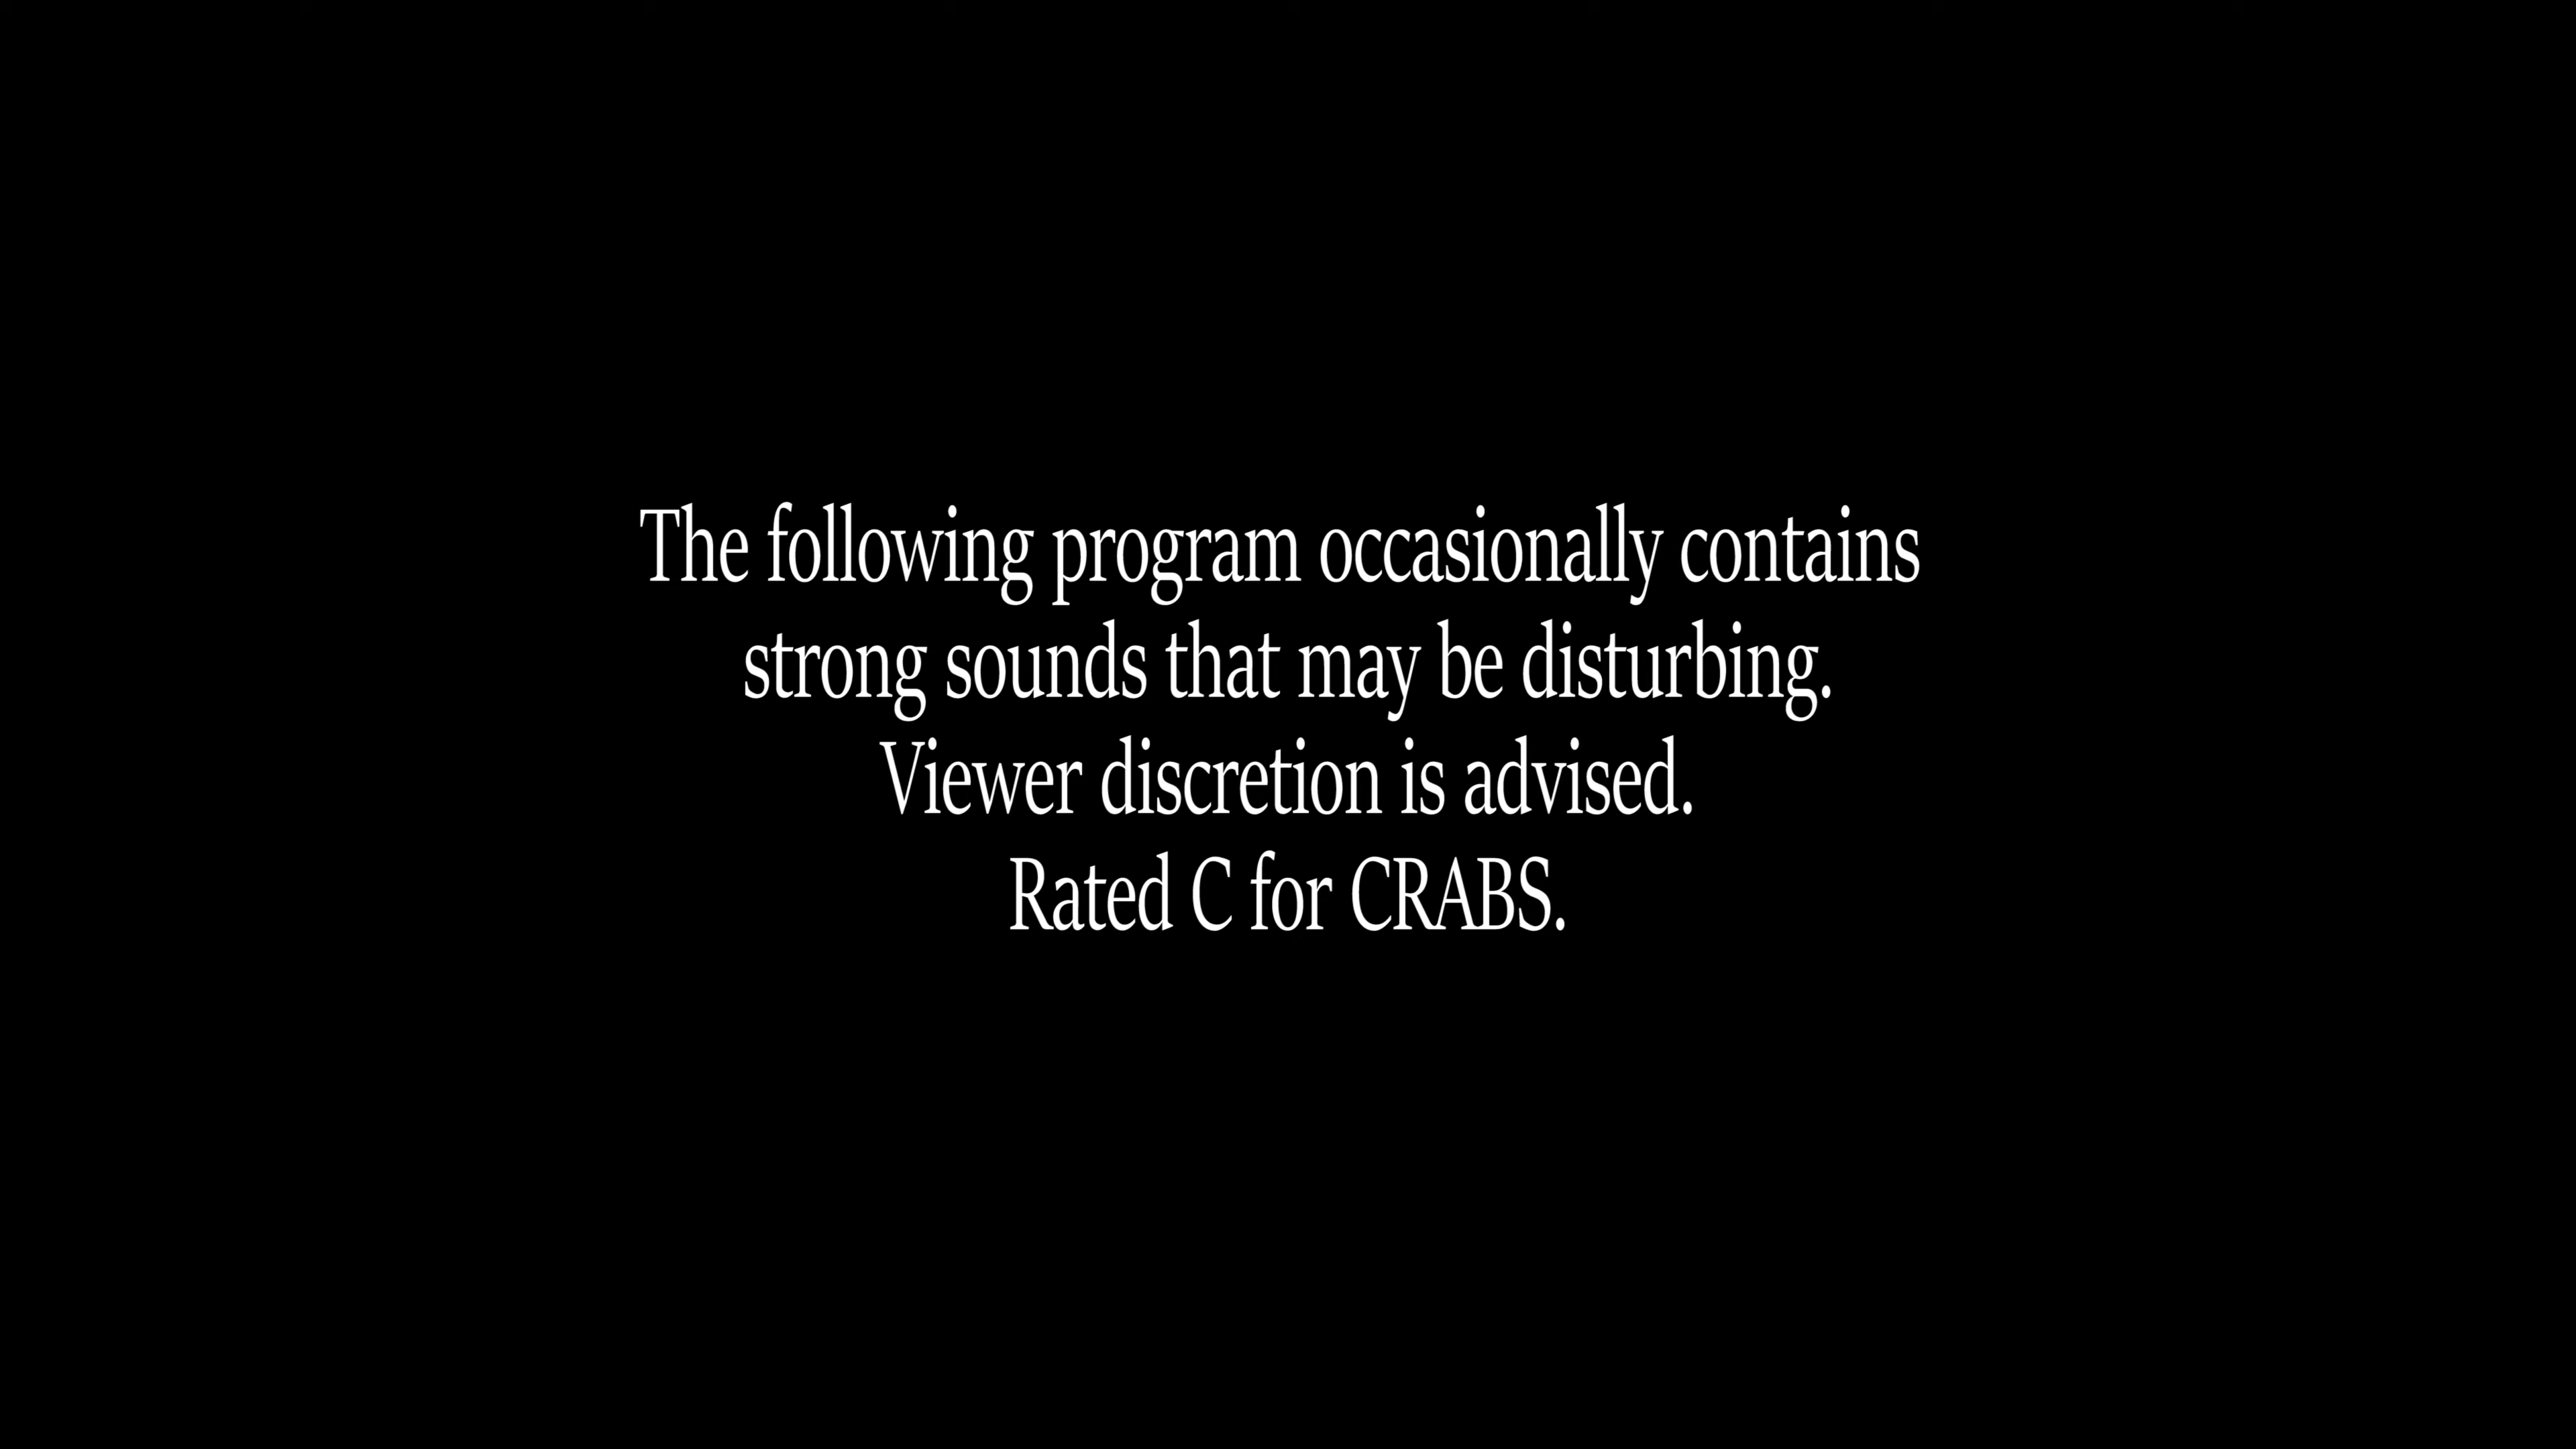 The following program occasionally contains
strong sounds that may be disturbing.
Viewer discretion is advised.
Rated C for CRABS.